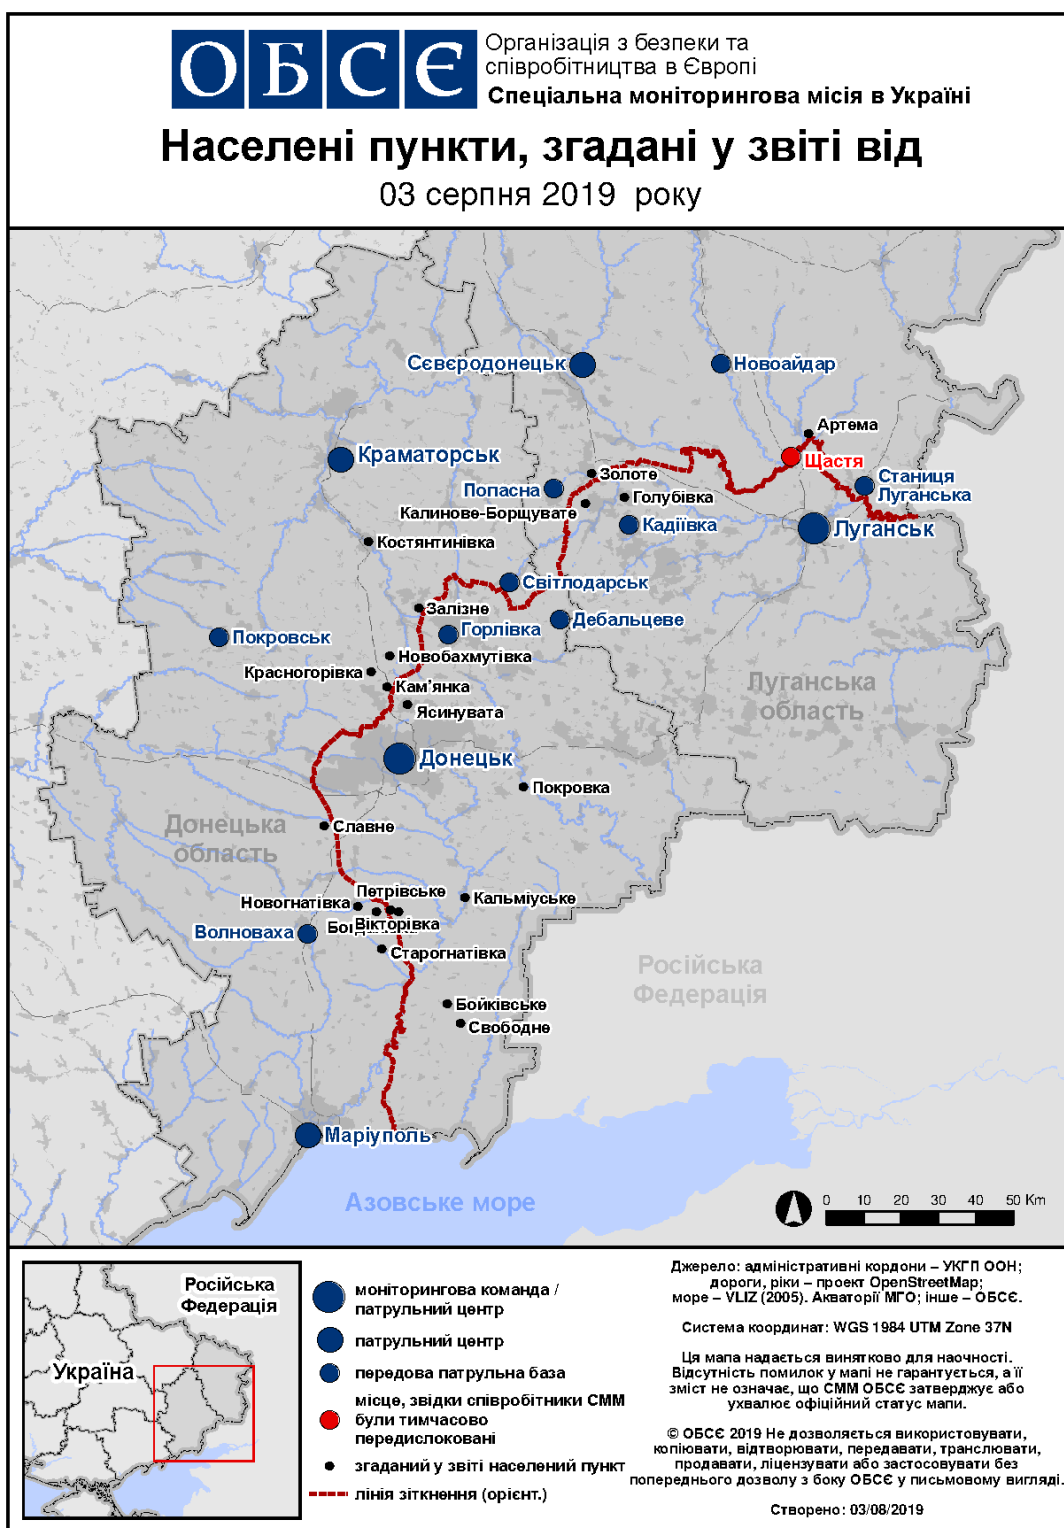 ОБСЄ
Організація з безпеки та
співробітництва в Європі
Спеціальна моніторингова місія в Україні
Населені пункти, згадані у звіті від
03 серпня 2019 року
Сєвєродонецьк
Новоайдар
Артема
Щастя
Краматорськ
Золоте
Станиця
Луганська
Попасна
Голубівка
Калинове-Борщувате
Кадіївка
Луганськ
Костянтинівка
Світлодарськ
Залізне
Дебальцеве
Горлівка
Покровськ
Новобахмутівка
Красногорівка
Кам'янка
Луганська
область
Ясинувата
Донецьк
Покровка
Донецька
область
Славне
Петрівське
Кальміуське
Новогнатівка
Вікторівка
Волноваха
Старогнатівка
Російська
Федерація
Бойківське
Свободне
Маріуполь
Азовське море
0 10 20 30 40 50 Km
Російська
Федерація
Україна
моніторингова команда /
патрульний центр
патрульний центр
передова патрульна база
місце, звідки співробітники СММ
були тимчасово
передислоковані
згаданий у звіті населений пункт
лінія зіткнення (орієнт.)
Джерело: адміністративні кордони – УКГП ООН;
дороги, ріки – проект OpenStreetMap;
море – VLIZ (2005). Акваторії МГО; інше – ОБСЄ.
Система координат: WGS 1984 UTM Zone 37N
Ця мапа надається винятково для наочності.
Відсутність помилок у мапі не гарантується, а її
зміст не означає, що СММ ОБСЄ затверджує або
ухвалює офіційний статус мапи.
© ОБСЄ 2019 Не дозволяється використовувати,
копіювати, відтворювати, передавати, транслювати,
продавати, ліцензувати або застосовувати без
попереднього дозволу з боку ОБСЄ у письмовому вигляді.
Створено: 03/08/2019